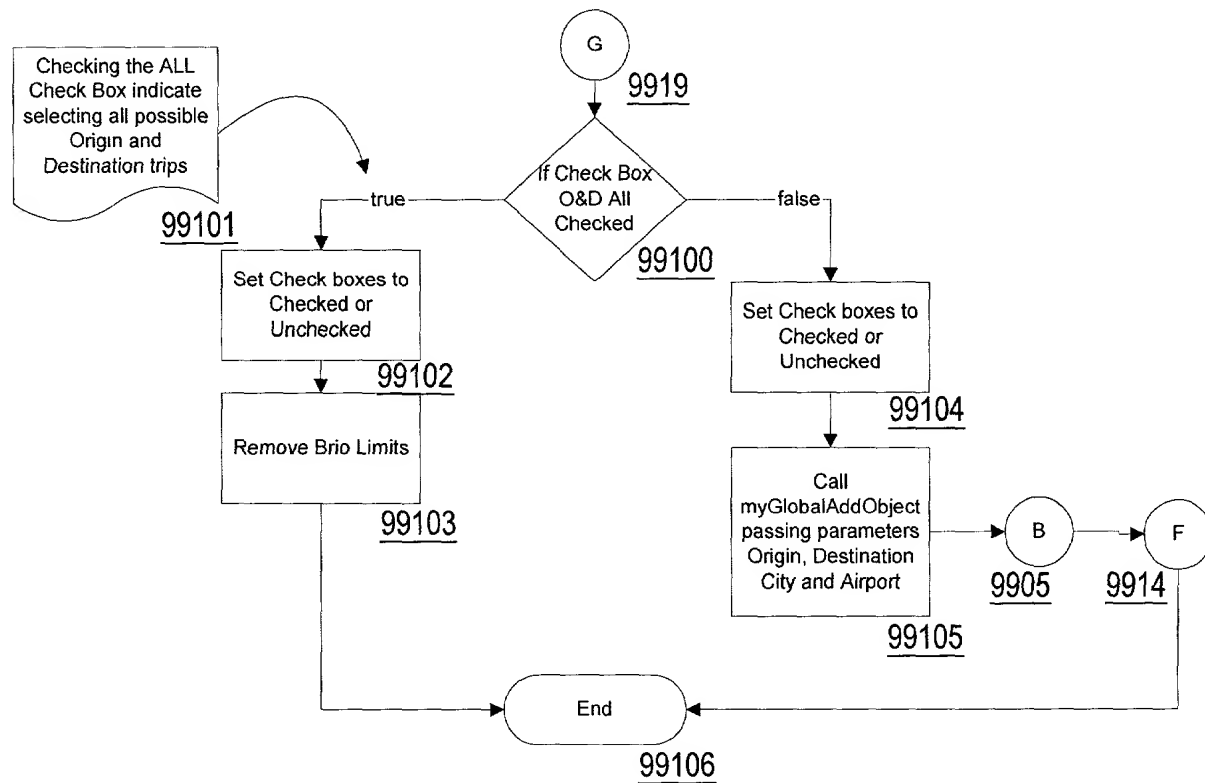 G
9919
Checking the ALL
Check Box indicate
selecting all possible
Origin and
Destination trips
99101
If Check Box
O&D All
Checked
99100
true
false
Set Check boxes to
Checked or
Unchecked
99102
Remove Brio Limits
99103
Set Check boxes to
Checked or
Unchecked
99104
Call
myGlobalAddObject
passing parameters
Origin, Destination
City and Airport
99105
B
9905
F
9914
End
99106